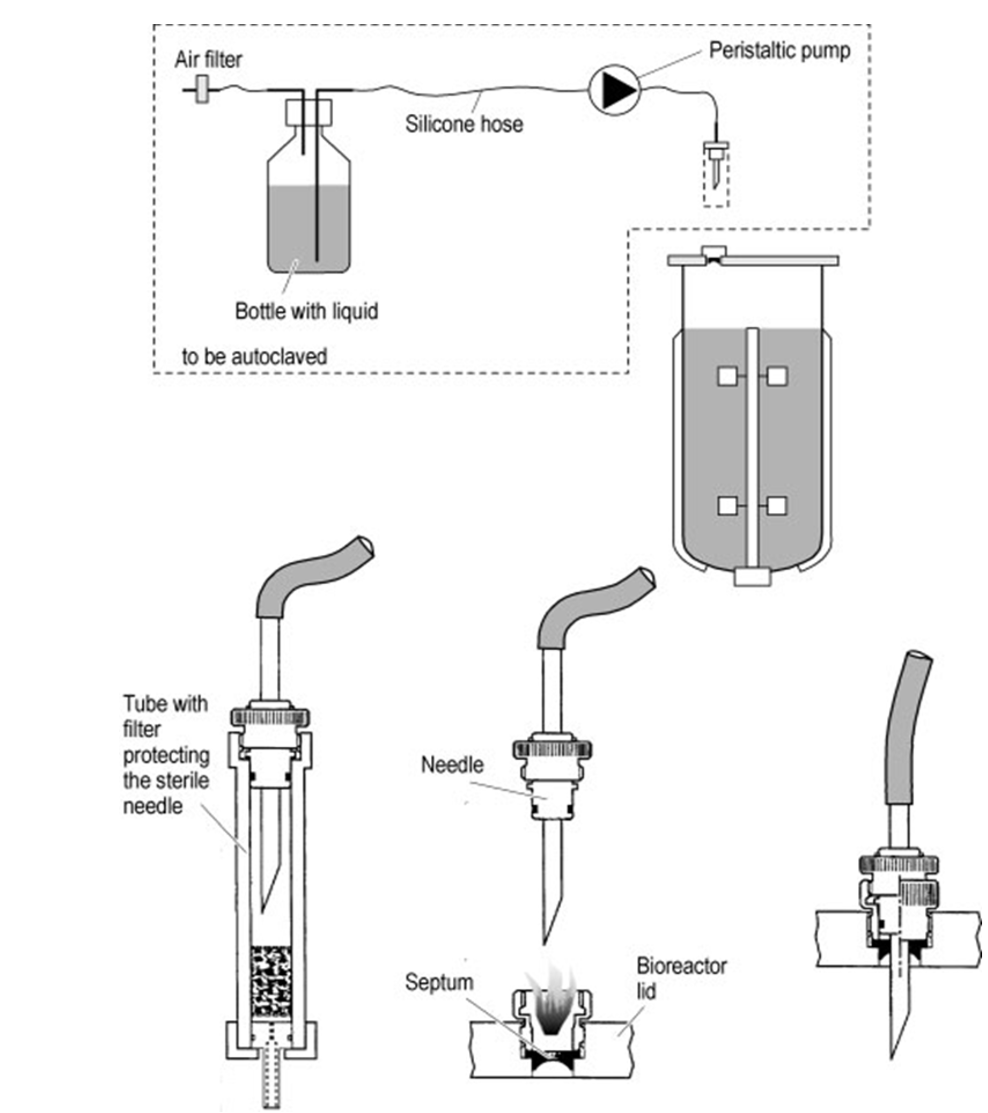 Air filter
Peristaltic pump
Silicone hose
Bottle with liquid
to be autoclaved
Tube with
filter
protecting
the sterile
needle
Needle
Septum
Bioreactor
lid